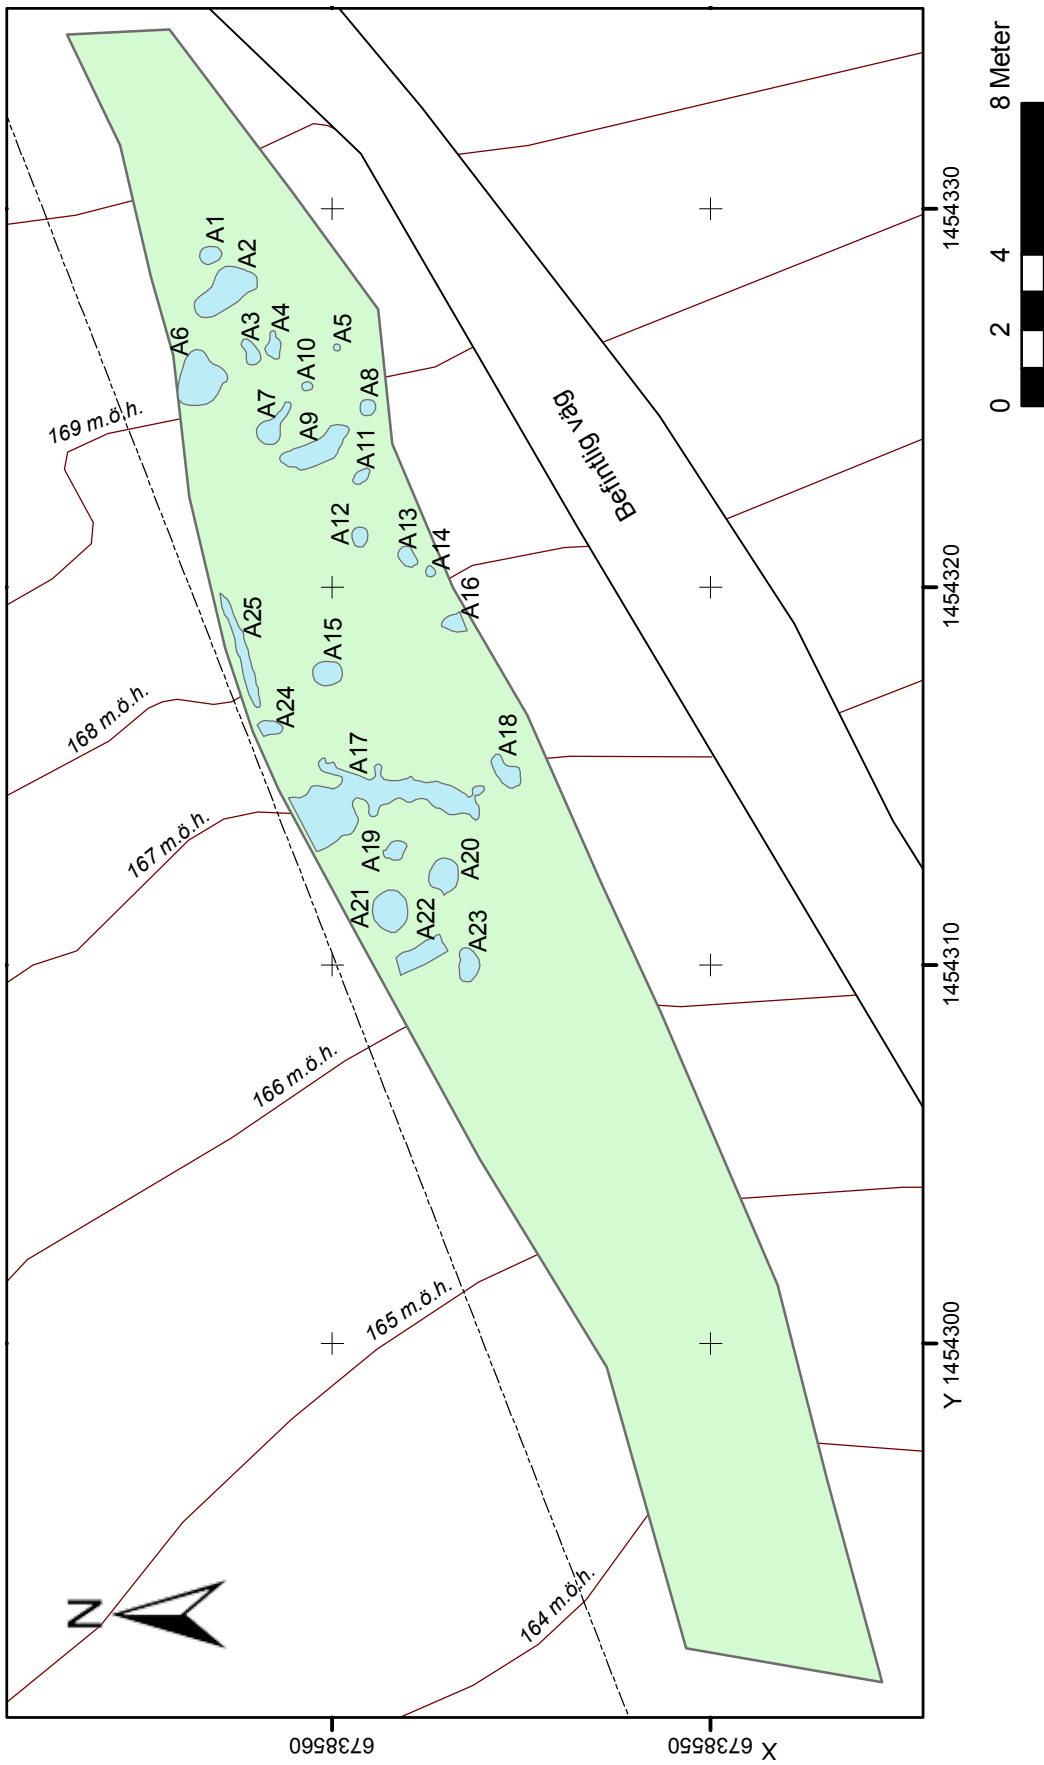 N
169 m.ö.h.
168 m.ö.h.
167 m.ö.h.
166 m.ö.h.
165 m.ö.h.
164 m.ö.h.
A1
A2
A6
A3
A4
A10
A5
A7
A8
A9
A11
A12
A13
A14
A16
A25
A15
A24
A18
A17
A19
A20
A21
A22
A23
Befintlig väg
6738560
6738550
X
Y 1454300
1454310
1454320
1454330
0 2 4 8 Meter